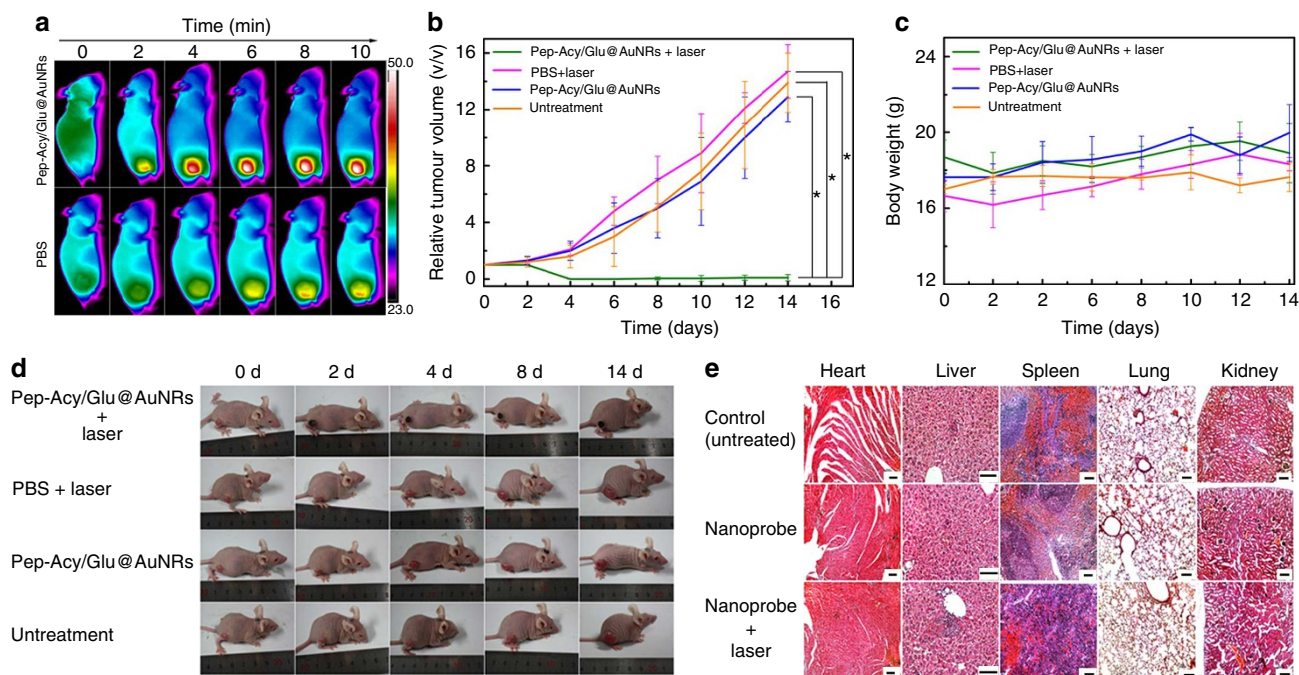 a
Time (min)
0 2 4 6 8 10
Pep-Acy/Glu@AuNRs
PBS
50.0
23.0
b
Pep-Acy/Glu@AuNRs + laser
PBS+laser
Pep-Acy/Glu@AuNRs
Untreatment
Relative tumour volume (v/v)
16
12
8
4
0
0 2 4 6 8 10 12 14 16
Time (days)
*
*
*
c
Pep-Acy/Glu@AuNRs + laser
PBS+laser
Pep-Acy/Glu@AuNRs
Untreatment
Body weight (g)
24
20
16
12
0 2 2 6 8 10 12 14
Time (days)
d
0 d 2 d 4 d 8 d 14 d
Pep-Acy/Glu@AuNRs
+
laser
PBS + laser
Pep-Acy/Glu@AuNRs
Untreatment
e
Heart Liver Spleen Lung Kidney
Control
(untreated)
Nanoprobe
Nanoprobe
+
laser